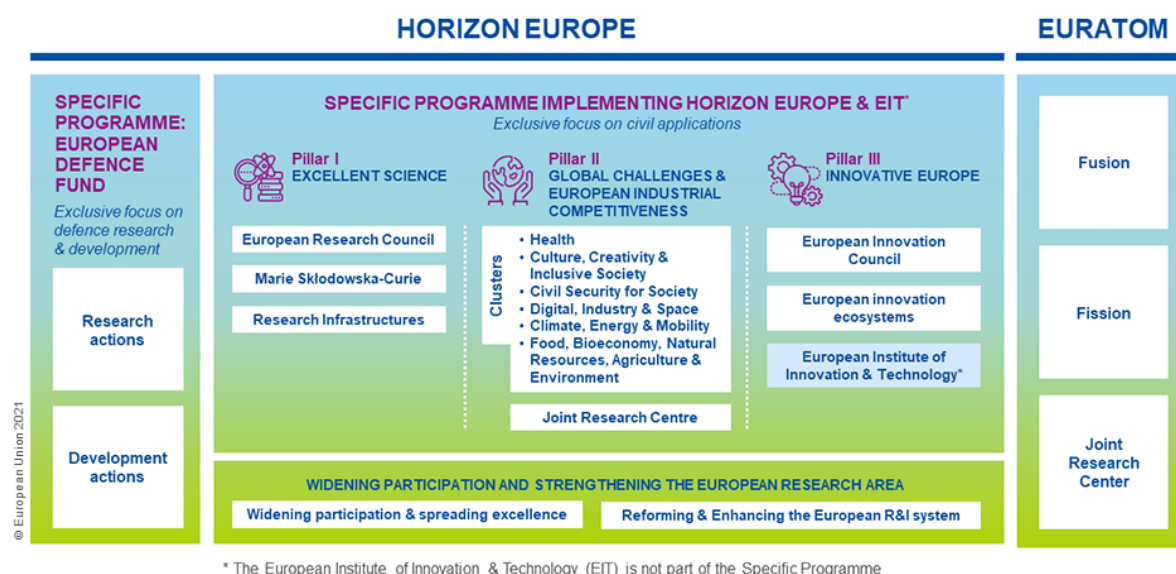 HORIZON EUROPE
EURATOM
SPECIFIC
PROGRAMME:
EUROPEAN
DEFENCE
FUND
Exclusive focus on
defence research
& development
Research
actions
Development
actions
SPECIFIC PROGRAMME IMPLEMENTING HORIZON EUROPE & EIT*
Exclusive focus on civil applications
Pillar I
EXCELLENT SCIENCE
European Research Council
Marie Skłodowska-Curie
Research Infrastructures
Pillar II
GLOBAL CHALLENGES &
EUROPEAN INDUSTRIAL
COMPETITIVENESS
Clusters
• Health
• Culture, Creativity &
Inclusive Society
• Civil Security for Society
• Digital, Industry & Space
• Climate, Energy & Mobility
• Food, Bioeconomy, Natural
Resources, Agriculture &
Environment
Joint Research Centre
Pillar III
INNOVATIVE EUROPE
European Innovation
Council
European innovation
ecosystems
European Institute of
Innovation & Technology*
WIDENING PARTICIPATION AND STRENGTHENING THE EUROPEAN RESEARCH AREA
Widening participation & spreading excellence
Reforming & Enhancing the European R&I system
Fusion
Fission
Joint
Research
Center
© European Union 2021
* The European Institute of Innovation & Technology (EIT) is not part of the Specific Programme